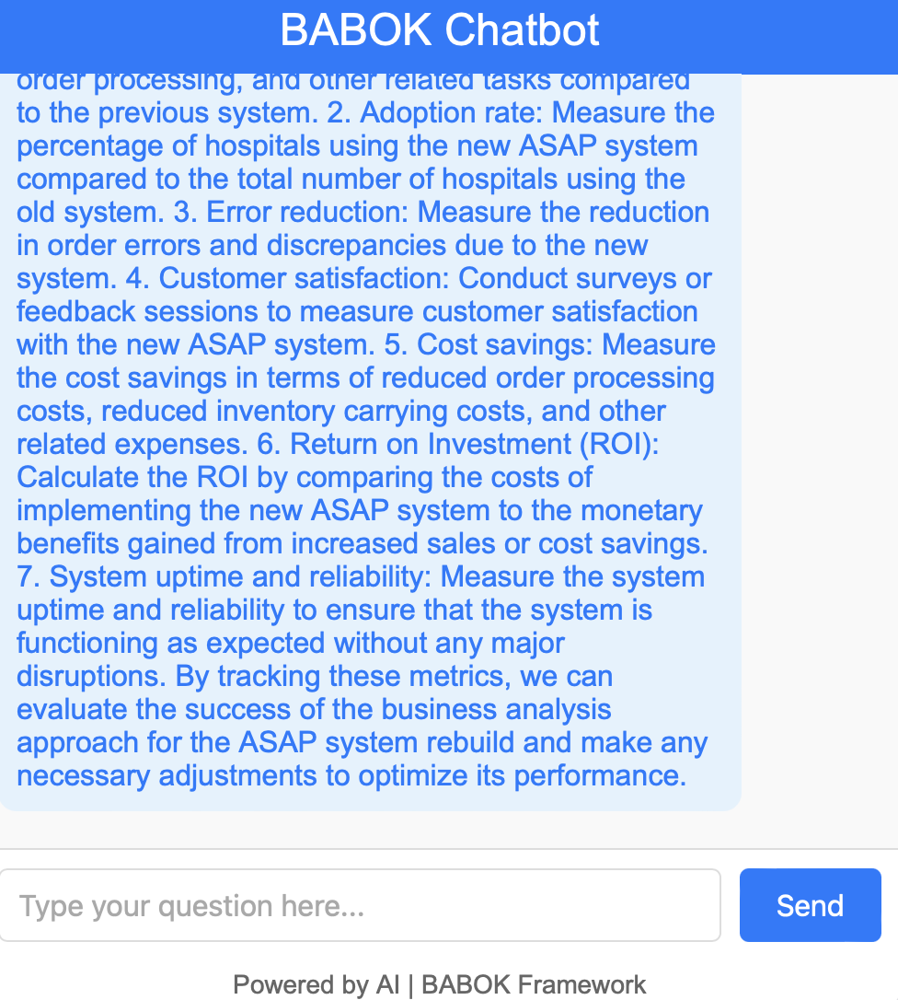 BABOK Chatbot
order processing, and other related tasks compared
to the previous system. 2. Adoption rate: Measure the
percentage of hospitals using the new ASAP system
compared to the total number of hospitals using the
old system. 3. Error reduction: Measure the reduction
in order errors and discrepancies due to the new
system. 4. Customer satisfaction: Conduct surveys or
feedback sessions to measure customer satisfaction
with the new ASAP system. 5. Cost savings: Measure
the cost savings in terms of reduced order processing
costs, reduced inventory carrying costs, and other
related expenses. 6. Return on Investment (ROI):
Calculate the ROI by comparing the costs of
implementing the new ASAP system to the monetary
benefits gained from increased sales or cost savings.
7. System uptime and reliability: Measure the system
uptime and reliability to ensure that the system is
functioning as expected without any major
disruptions. By tracking these metrics, we can
evaluate the success of the business analysis
approach for the ASAP system rebuild and make any
necessary adjustments to optimize its performance.
Type your question here...
Send
Powered by AI | BABOK Framework